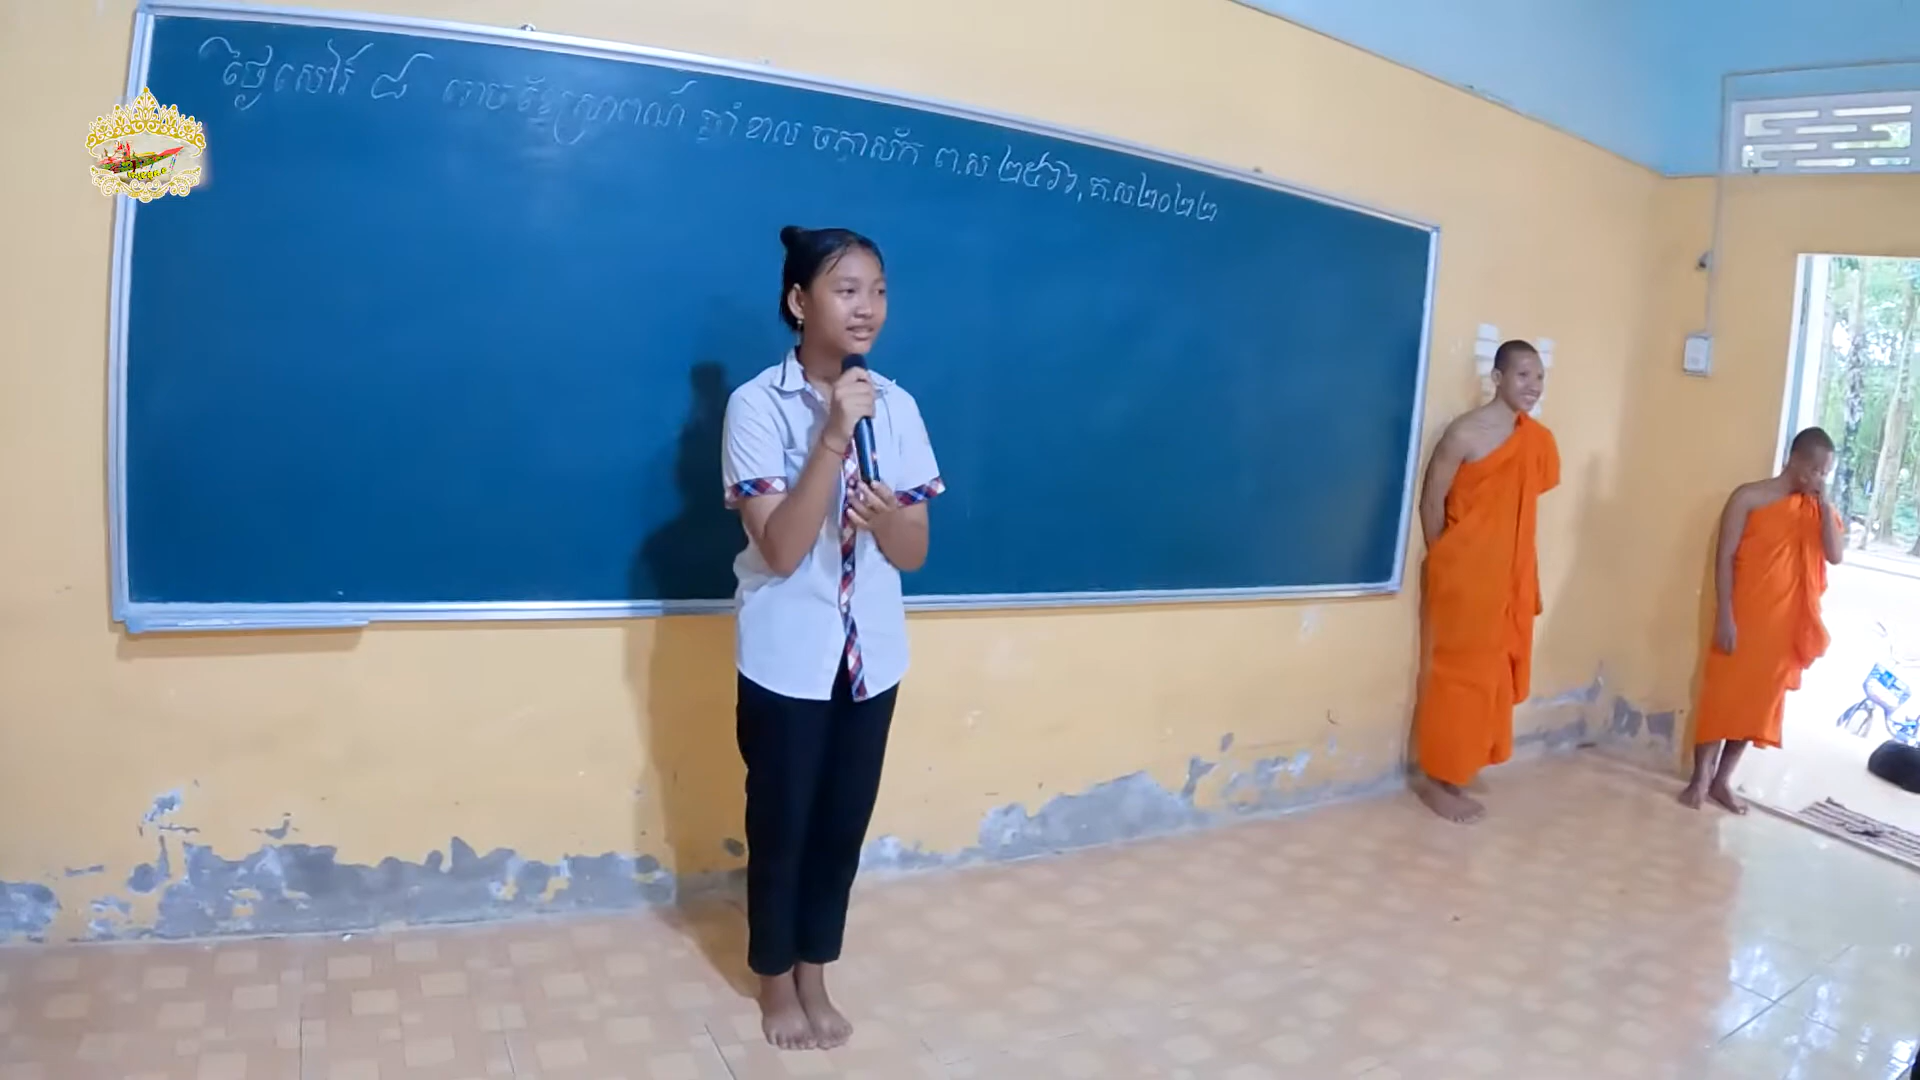 ថ្ងៃសៅរ៍ ៨ រោច ខែស្រាពណ៍ ឆ្នាំ ខាល ចត្វាស័ក ព.ស ២៥៦៦, គ.ស២០២២